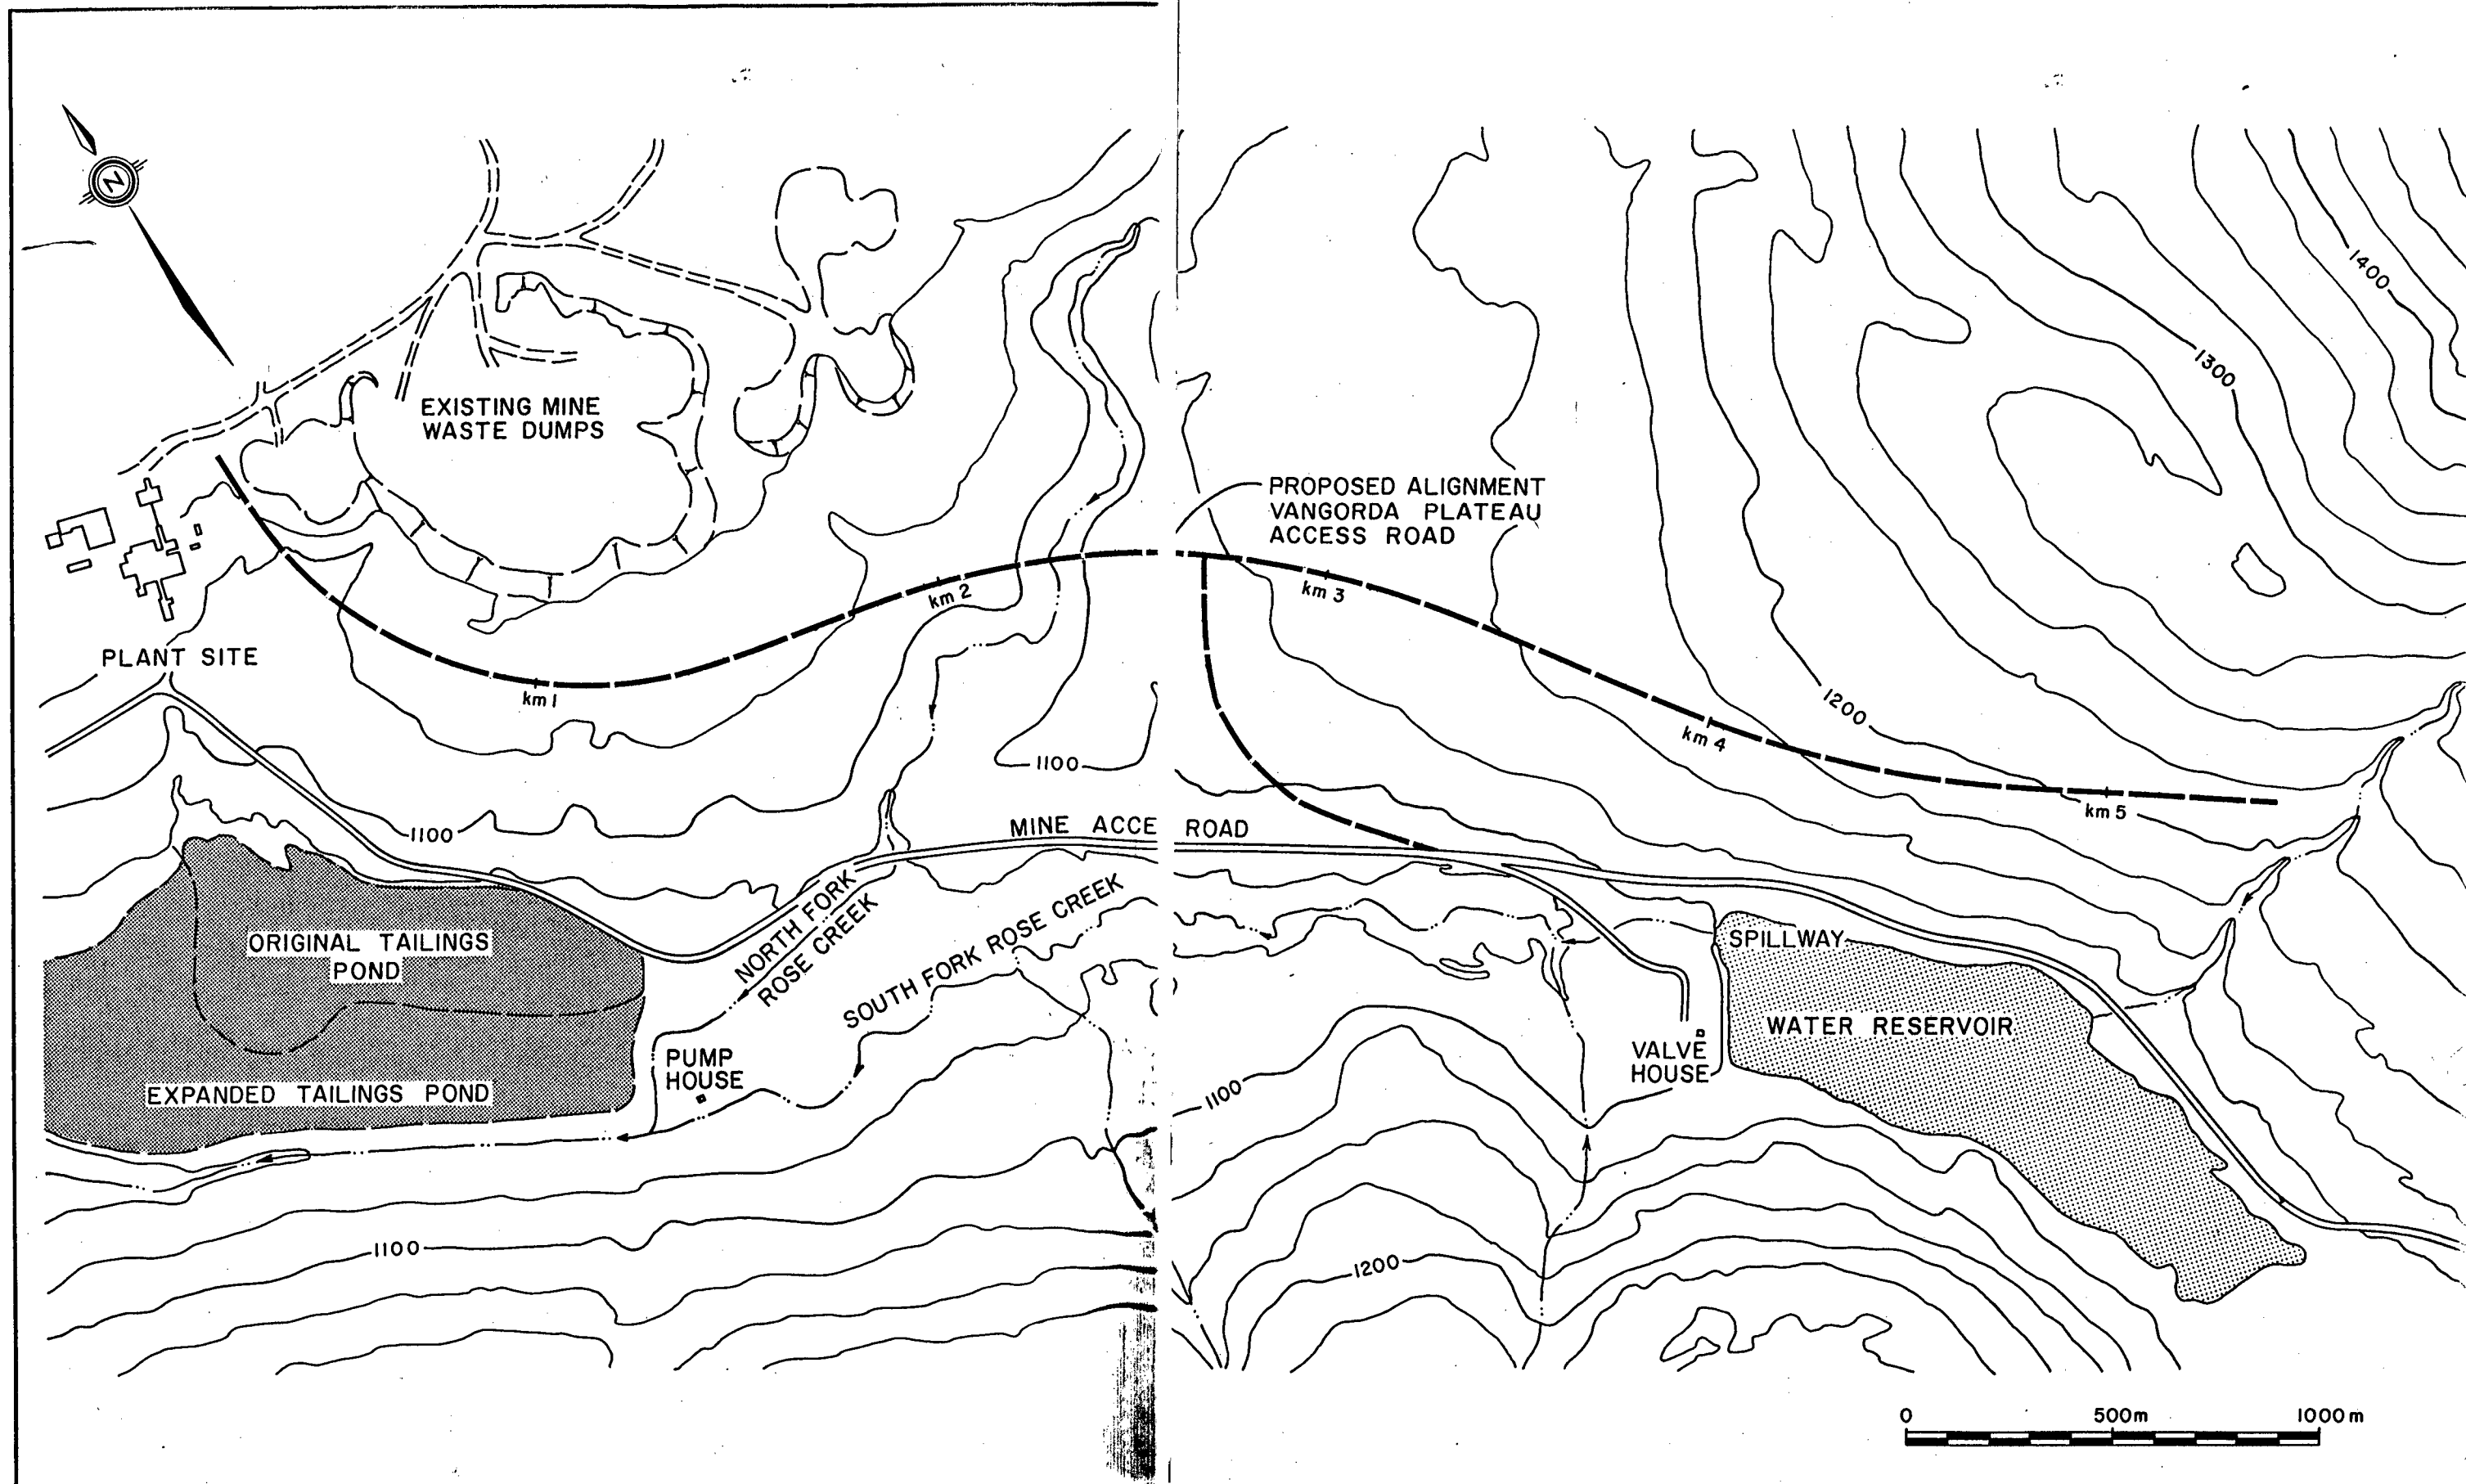 N
EXISTING MINE
WASTE DUMPS
1400
1300
PROPOSED ALIGNMENT
VANGORDA PLATEAU
ACCESS ROAD
km 2
km 3
PLANT SITE
km 1
1200
km 4
1100
km 5
1100
MINE ACCE ROAD
NORTH FORK
ROSE CREEK
SOUTH FORK ROSE CREEK
ORIGINAL TAILINGS
POND
SPILLWAY
WATER RESERVOIR
PUMP
HOUSE
VALVE
HOUSE
EXPANDED TAILINGS POND
1100
1100
1200
0 500m 1000m